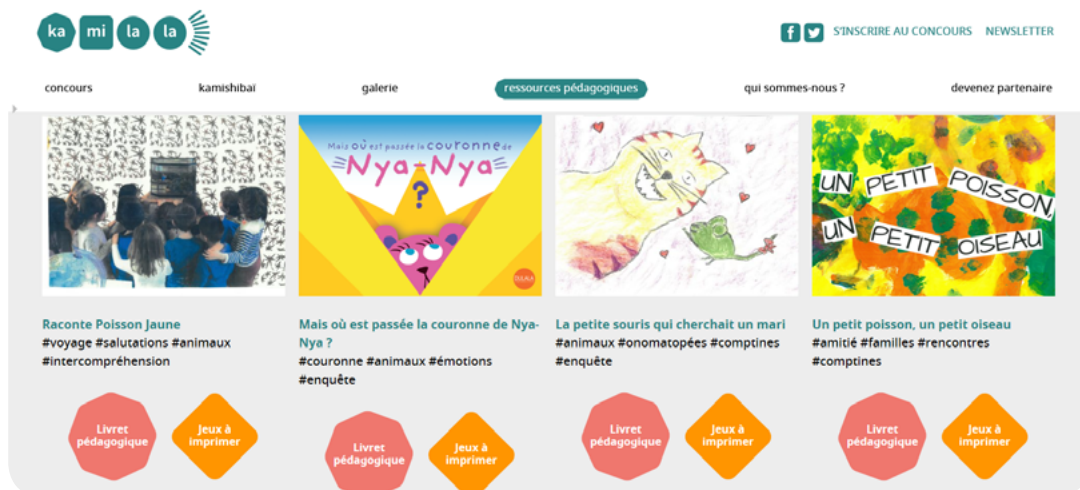 ka mi la la
S'INSCRIRE AU CONCOURS NEWSLETTER
concours kamishibaï galerie ressources pédagogiques qui sommes-nous ? devenez partenaire
Mais où est passée la couronne de
Nya-Nya
?
UN PETIT POISSON,
UN PETIT OISEAU
Raconte Poisson Jaune
#voyage #salutations #animaux
#intercompréhension
Livret
pédagogique
Jeux à
imprimer
Mais où est passée la couronne de Nya-
Nya ?
#couronne #animaux #émotions
#enquête
Livret
pédagogique
Jeux à
imprimer
La petite souris qui cherchait un mari
#animaux #onomatopées #comptines
#enquête
Livret
pédagogique
Jeux à
imprimer
Un petit poisson, un petit oiseau
#amitié #familles #rencontres
#comptines
Livret
pédagogique
Jeux à
imprimer